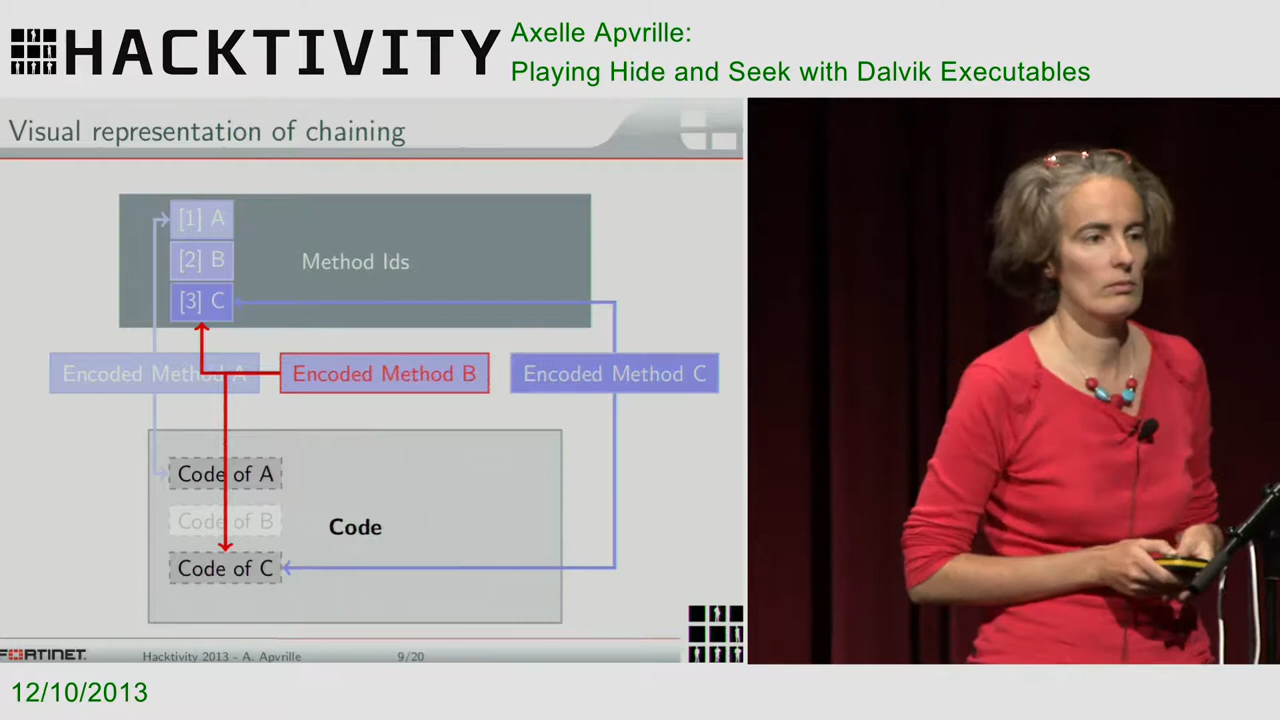 HACKTIVITY
Axelle Apvrille:
Playing Hide and Seek with Dalvik Executables
Visual representation of chaining
[1] A
[2] B
[3] C
Method Ids
Encoded Method A
Encoded Method B
Encoded Method C
Code of A
Code of B
Code of C
Code
FORTINET.
Hacktivity 2013 - A. Apvrille
9/20
12/10/2013